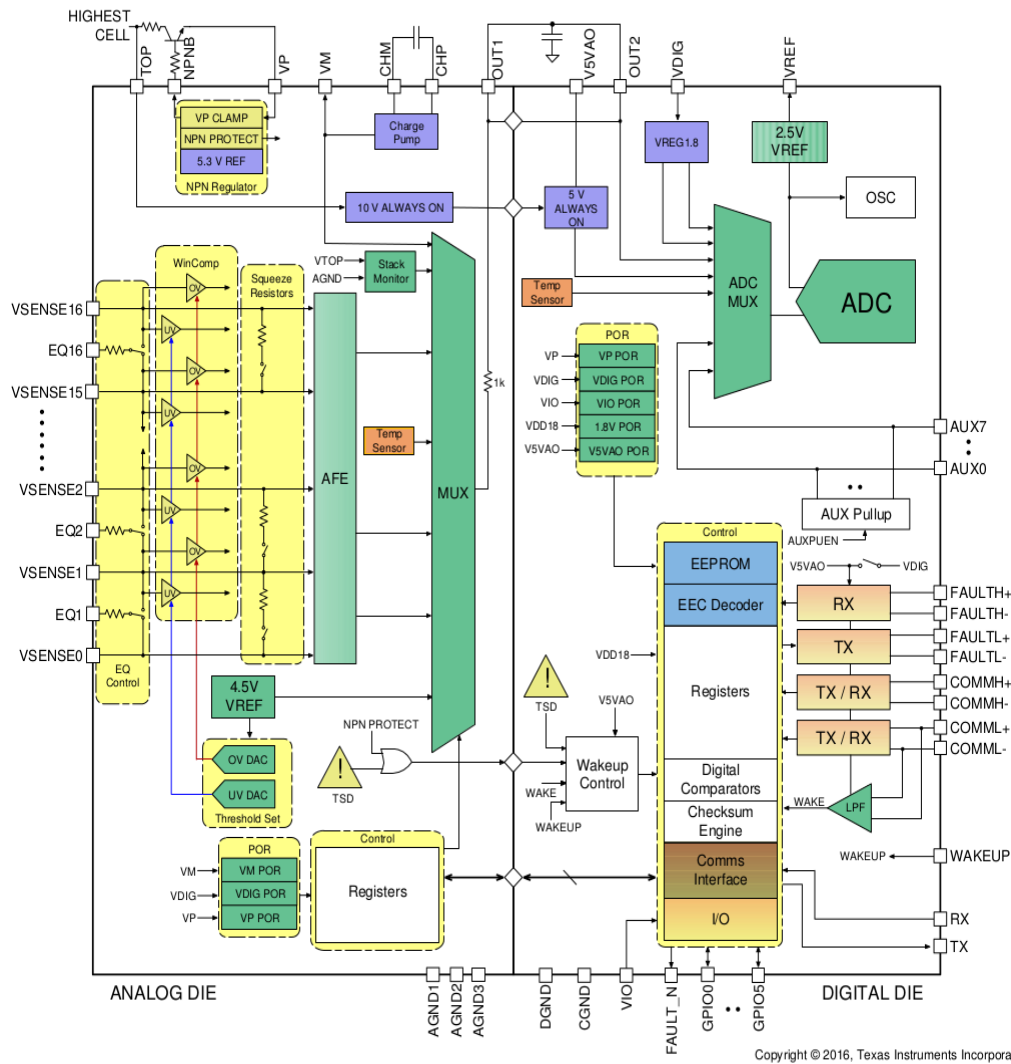 HIGHEST
CELL
TOP
NPNB
VP
VM
CHM
CHP
OUT1
V5VAO
OUT2
VDIG
VREF
VP CLAMP
NPN PROTECT
5.3 V REF
NPN Regulator
Charge
Pump
VREG1.8
2.5V
VREF
OSC
10 V ALWAYS ON
5 V
ALWAYS
ON
WinComp
Squeeze
Resistors
VTOP
AGND
Stack
Monitor
Temp
Sensor
ADC
MUX
ADC
VSENSE16
EQ16
VSENSE15
VSENSE2
EQ2
VSENSE1
EQ1
VSENSE0
OV
UV
OV
UV
OV
UV
OV
UV
EQ
Control
AFE
Temp
Sensor
MUX
1k
POR
VP
VP POR
VDIG
VDIG POR
VIO
VIO POR
VDD18
1.8V POR
V5VAO
V5VAO POR
AUX7
AUX0
AUX Pullup
AUXPUEN
V5VAO
VDIG
Control
EEPROM
EEC Decoder
Registers
Digital
Comparators
Checksum
Engine
Comms
Interface
I/O
VDD18
RX
TX
TX / RX
TX / RX
FAULTH+
FAULTH-
FAULTL+
FAULTL-
COMMH+
COMMH-
COMML+
COMML-
WAKE
LPF
WAKEUP
WAKEUP
RX
TX
4.5V
VREF
OV DAC
UV DAC
Threshold Set
NPN PROTECT
!
TSD
!
TSD
V5VAO
Wakeup
Control
WAKE
WAKEUP
POR
VM
VM POR
VDIG
VDIG POR
VP
VP POR
Control
Registers
ANALOG DIE
AGND1
AGND2
AGND3
DGND
CGND
VIO
FAULT_N
GPIO0
GPIO5
DIGITAL DIE
Copyright © 2016, Texas Instruments Incorpora